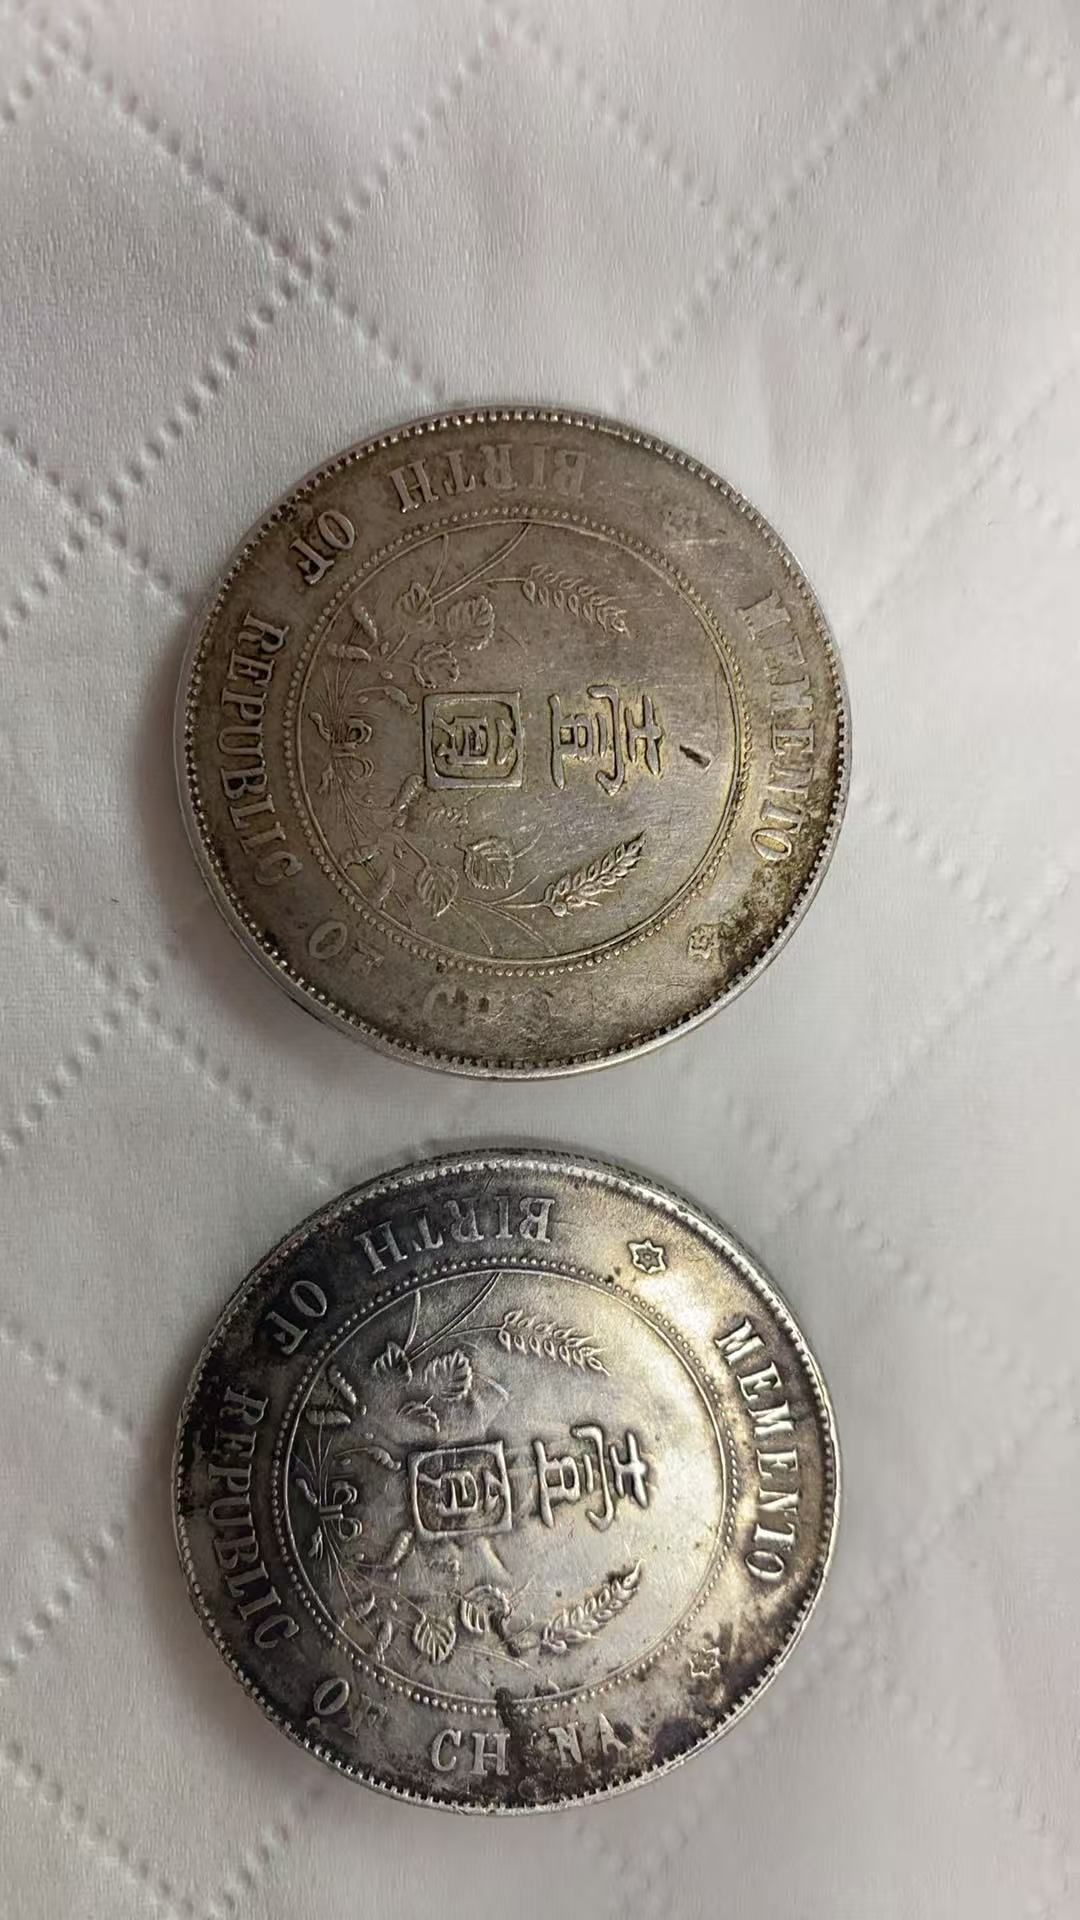 MEMENTO
BIRTH OF REPUBLIC OF
壹圓
MEMENTO
BIRTH OF REPUBLIC OF CH NA
壹圓